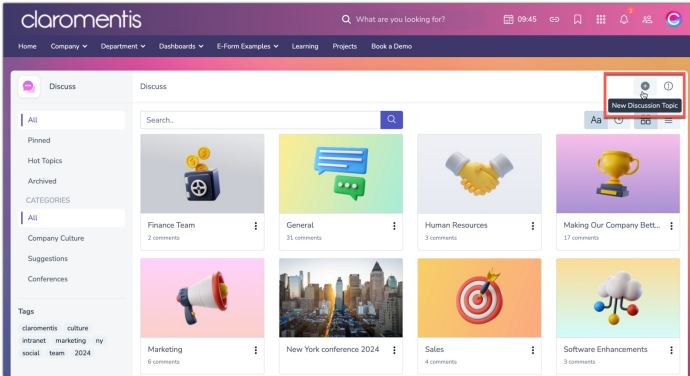 claromentis
What are you looking for?
09:45
3
Home Company Department Dashboards E-Form Examples Learning Projects Book a Demo
Discuss
Discuss
New Discussion Topic
All
Pinned
Hot Topics
Archived
CATEGORIES
All
Company Culture
Suggestions
Conferences
Tags
claromentis culture
intranet marketing ny
social team 2024
Search..
Aa
Finance Team
2 comments
General
31 comments
Human Resources
3 comments
Making Our Company Bett...
17 comments
Marketing
6 comments
New York conference 2024
Sales
4 comments
Software Enhancements
3 comments